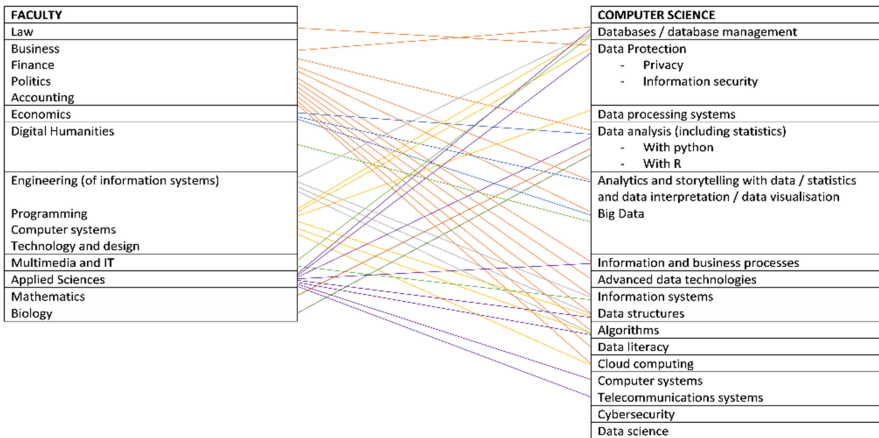 FACULTY
Law
Business
Finance
Politics
Accounting
Economics
Digital Humanities
Engineering (of information systems)
Programming
Computer systems
Technology and design
Multimedia and IT
Applied Sciences
Mathematics
Biology
COMPUTER SCIENCE
Databases / database management
Data Protection
- Privacy
- Information security
Data processing systems
Data analysis (including statistics)
- With python
- With R
Analytics and storytelling with data / statistics
and data interpretation / data visualisation
Big Data
Information and business processes
Advanced data technologies
Information systems
Data structures
Algorithms
Data literacy
Cloud computing
Computer systems
Telecommunications systems
Cybersecurity
Data science